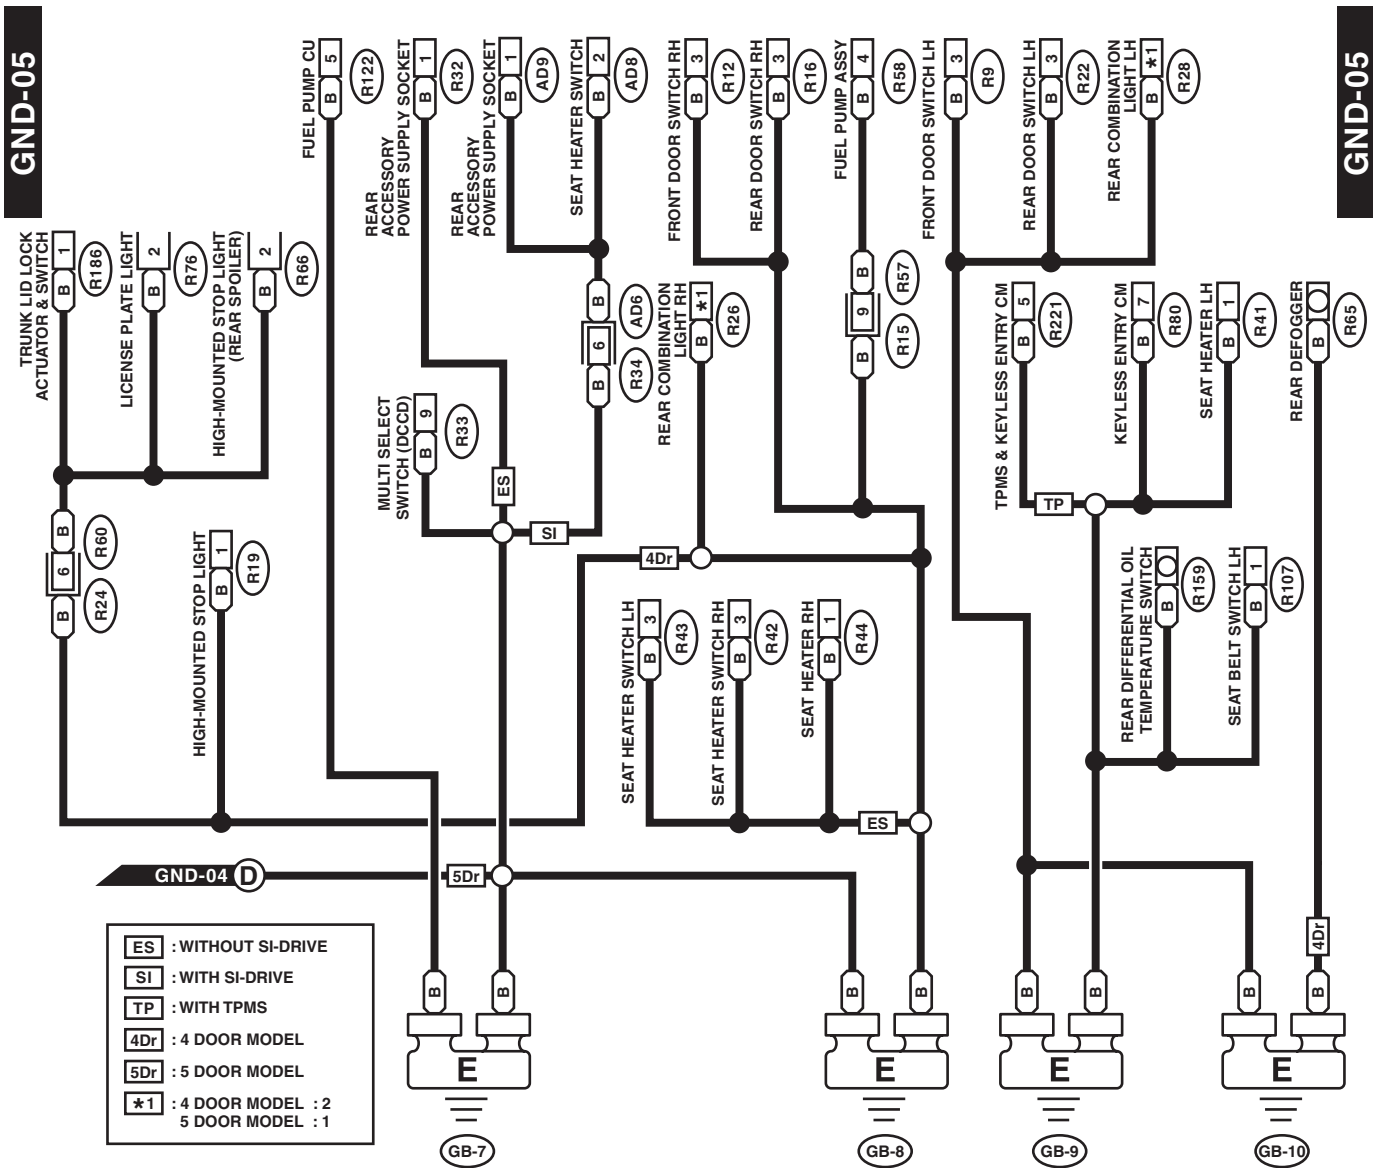 GND-05
GND-05
FUEL PUMP CU
5
B
R122
REAR
ACCESSORY
POWER SUPPLY SOCKET
1
B
R32
REAR
ACCESSORY
POWER SUPPLY SOCKET
1
B
AD9
SEAT HEATER SWITCH
2
B
AD8
FRONT DOOR SWITCH RH
3
B
R12
REAR DOOR SWITCH RH
3
B
R16
FUEL PUMP ASSY
4
B
R58
FRONT DOOR SWITCH LH
3
B
R9
REAR DOOR SWITCH LH
3
B
R22
REAR COMBINATION
LIGHT LH
*1
B
R28
TRUNK LID LOCK
ACTUATOR & SWITCH
1
B
R186
LICENSE PLATE LIGHT
2
B
R76
HIGH-MOUNTED STOP LIGHT
(REAR SPOILER)
2
B
R66
B
AD6
6
B
R34
REAR COMBINATION
LIGHT RH
*1
B
R26
B
R57
9
B
R15
TPMS & KEYLESS ENTRY CM
5
B
R221
KEYLESS ENTRY CM
7
B
R80
SEAT HEATER LH
1
B
R41
REAR DEFOGGER
B
R65
MULTI SELECT
SWITCH (DCCD)
9
B
R33
ES
SI
TP
B
R60
6
B
R24
HIGH-MOUNTED STOP LIGHT
1
B
R19
4Dr
REAR DIFFERENTIAL OIL
TEMPERATURE SWITCH
B
R159
SEAT BELT SWITCH LH
1
B
R107
SEAT HEATER SWITCH LH
3
B
R43
SEAT HEATER SWITCH RH
3
B
R42
SEAT HEATER RH
1
B
R44
ES
GND-04 D
5Dr
4Dr
ES : WITHOUT SI-DRIVE
SI : WITH SI-DRIVE
TP : WITH TPMS
4Dr : 4 DOOR MODEL
5Dr : 5 DOOR MODEL
*1 : 4 DOOR MODEL : 2
5 DOOR MODEL : 1
B
B
B
B
B
B
B
B
E
E
E
E
GB-7
GB-8
GB-9
GB-10